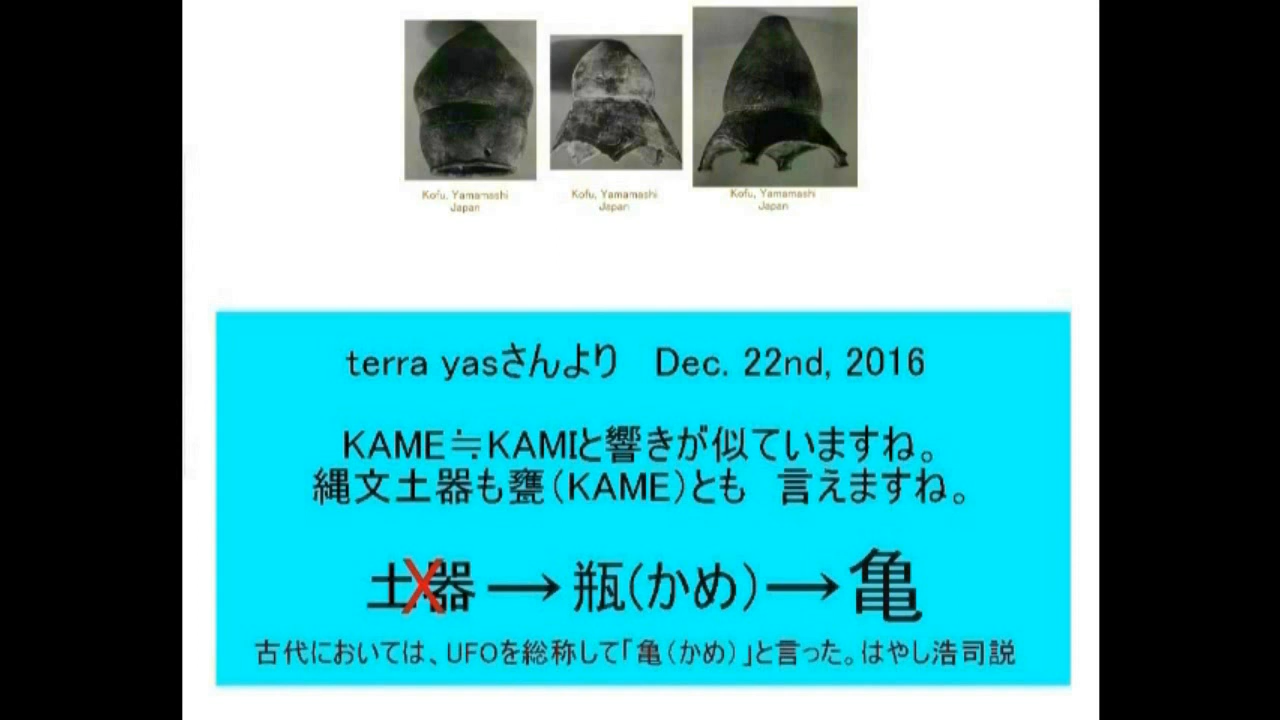 Kofu, Yamamashi
Japan
Kofu, Yamamashi
Japan
Kofu, Yamamashi
Japan
terra yasさんより Dec. 22nd, 2016
KAME≒KAMIと響きが似ていますね。
縄文土器も甕(KAME)とも 言えますね。
土器→瓶(かめ)→亀
古代においては、UFOを総称して「亀(かめ)」と言った。はやし浩司説